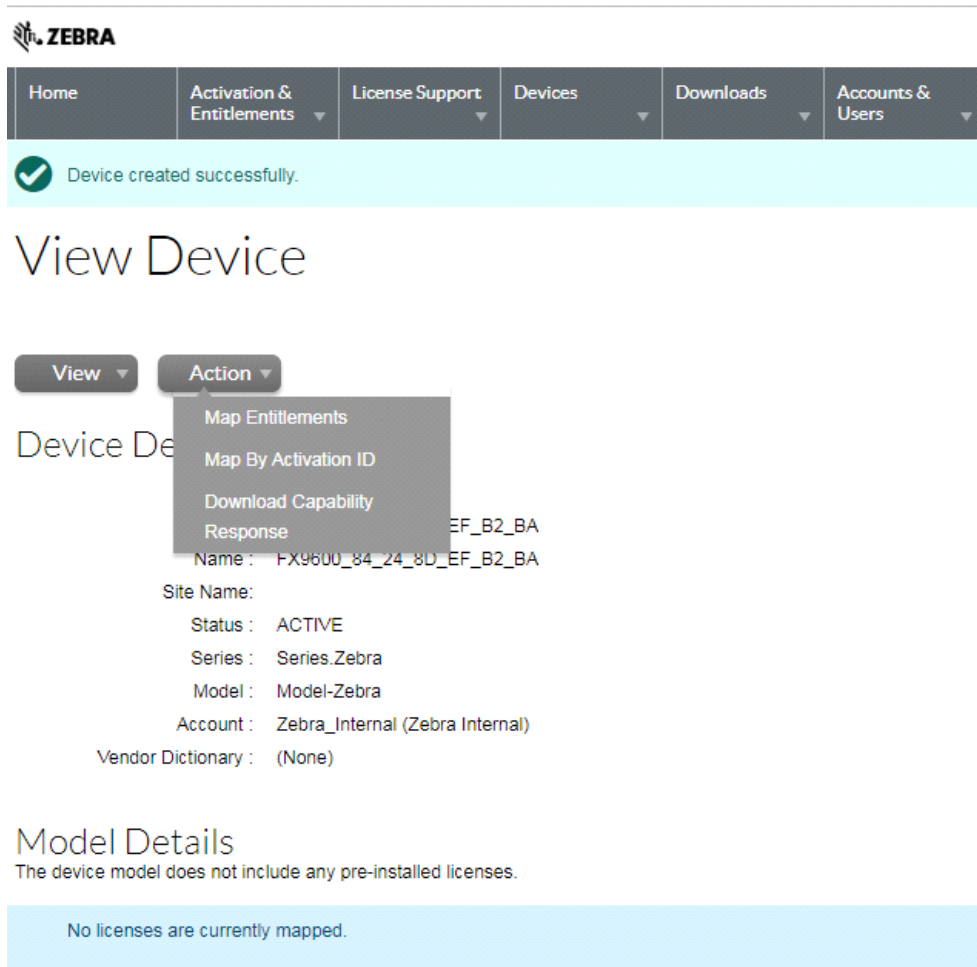 ZEBRA
Home
Activation &
Entitlements
License Support
Devices
Downloads
Accounts &
Users
Device created successfully.
View Device
View
Action
Map Entitlements
Device De
Map By Activation ID
Download Capability
Response
EF_B2_BA
Name : FX9600_84_24_8D_EF_B2_BA
Site Name:
Status : ACTIVE
Series : Series.Zebra
Model : Model-Zebra
Account : Zebra_Internal (Zebra Internal)
Vendor Dictionary : (None)
Model Details
The device model does not include any pre-installed licenses.
No licenses are currently mapped.